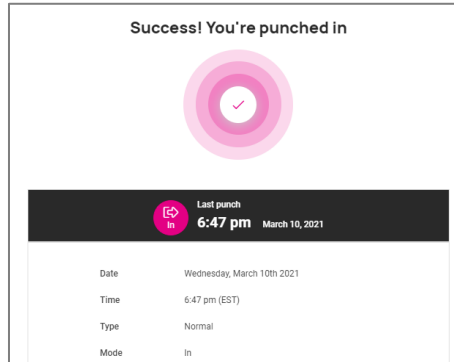 Success! You're punched in
Last punch
In
6:47 pm March 10, 2021
Date Wednesday, March 10th 2021
Time 6:47 pm (EST)
Type Normal
Mode In